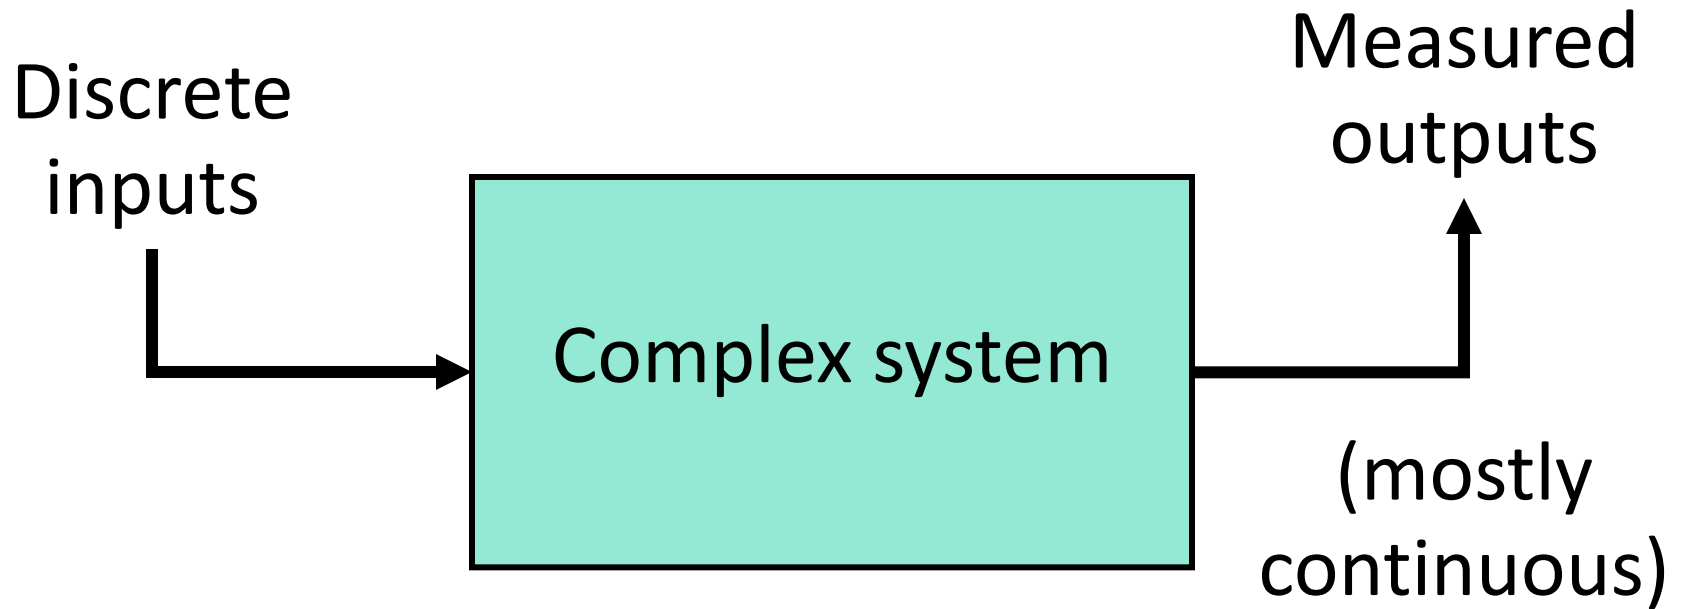 Discrete
inputs
Complex system
Measured
outputs
(mostly
continuous)